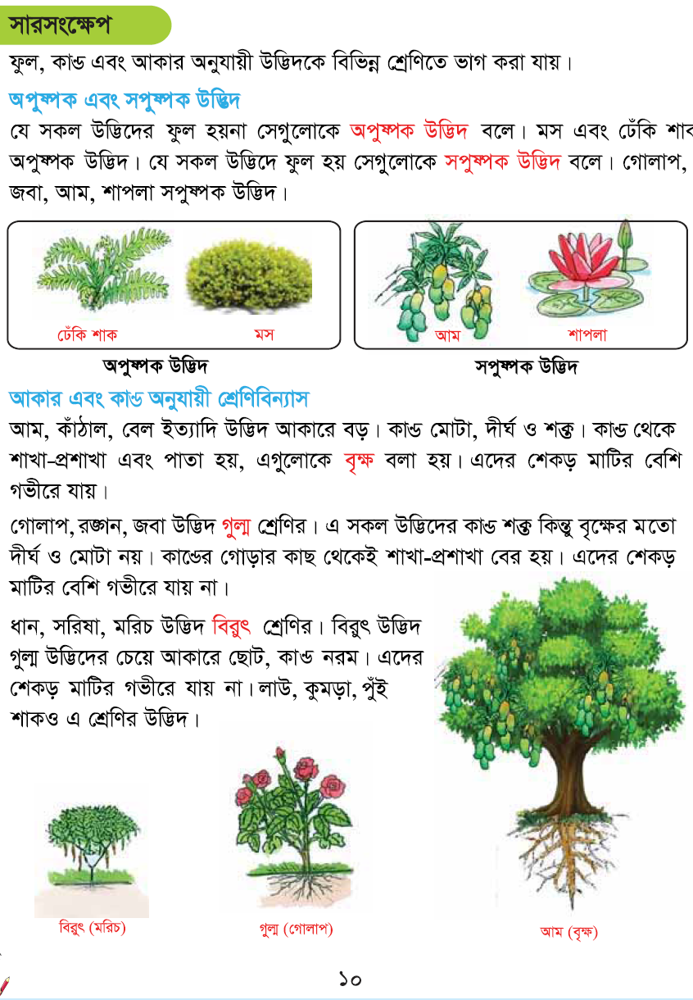 সারসংক্ষেপ
ফুল, কাণ্ড এবং আকার অনুযায়ী উদ্ভিদকে বিভিন্ন শ্রেণিতে ভাগ করা যায়।
অপুষ্পক এবং সপুষ্পক উদ্ভিদ
যে সকল উদ্ভিদের ফুল হয়না সেগুলোকে অপুষ্পক উদ্ভিদ বলে। মস এবং ঢেঁকি শাক
অপুষ্পক উদ্ভিদ। যে সকল উদ্ভিদে ফুল হয় সেগুলোকে সপুষ্পক উদ্ভিদ বলে। গোলাপ,
জবা, আম, শাপলা সপুষ্পক উদ্ভিদ।
ঢেঁকি শাক
মস
আম
শাপলা
অপুষ্পক উদ্ভিদ
সপুষ্পক উদ্ভিদ
আকার এবং কাণ্ড অনুযায়ী শ্রেণিবিন্যাস
আম, কাঁঠাল, বেল ইত্যাদি উদ্ভিদ আকারে বড়। কাণ্ড মোটা, দীর্ঘ ও শক্ত। কাণ্ড থেকে
শাখা-প্রশাখা এবং পাতা হয়, এগুলোকে বৃক্ষ বলা হয়। এদের শেকড় মাটির বেশি
গভীরে যায়।
গোলাপ, রঙ্গন, জবা উদ্ভিদ গুল্ম শ্রেণির। এ সকল উদ্ভিদের কাণ্ড শক্ত কিন্তু বৃক্ষের মতো
দীর্ঘ ও মোটা নয়। কাণ্ডের গোড়ার কাছ থেকেই শাখা-প্রশাখা বের হয়। এদের শেকড়
মাটির বেশি গভীরে যায় না।
ধান, সরিষা, মরিচ উদ্ভিদ বিরুৎ শ্রেণির। বিরুৎ উদ্ভিদ
গুল্ম উদ্ভিদের চেয়ে আকারে ছোট, কাণ্ড নরম। এদের
শেকড় মাটির গভীরে যায় না। লাউ, কুমড়া, পুঁই
শাকও এ শ্রেণির উদ্ভিদ।
বিরুৎ (মরিচ)
গুল্ম (গোলাপ)
আম (বৃক্ষ)
১০